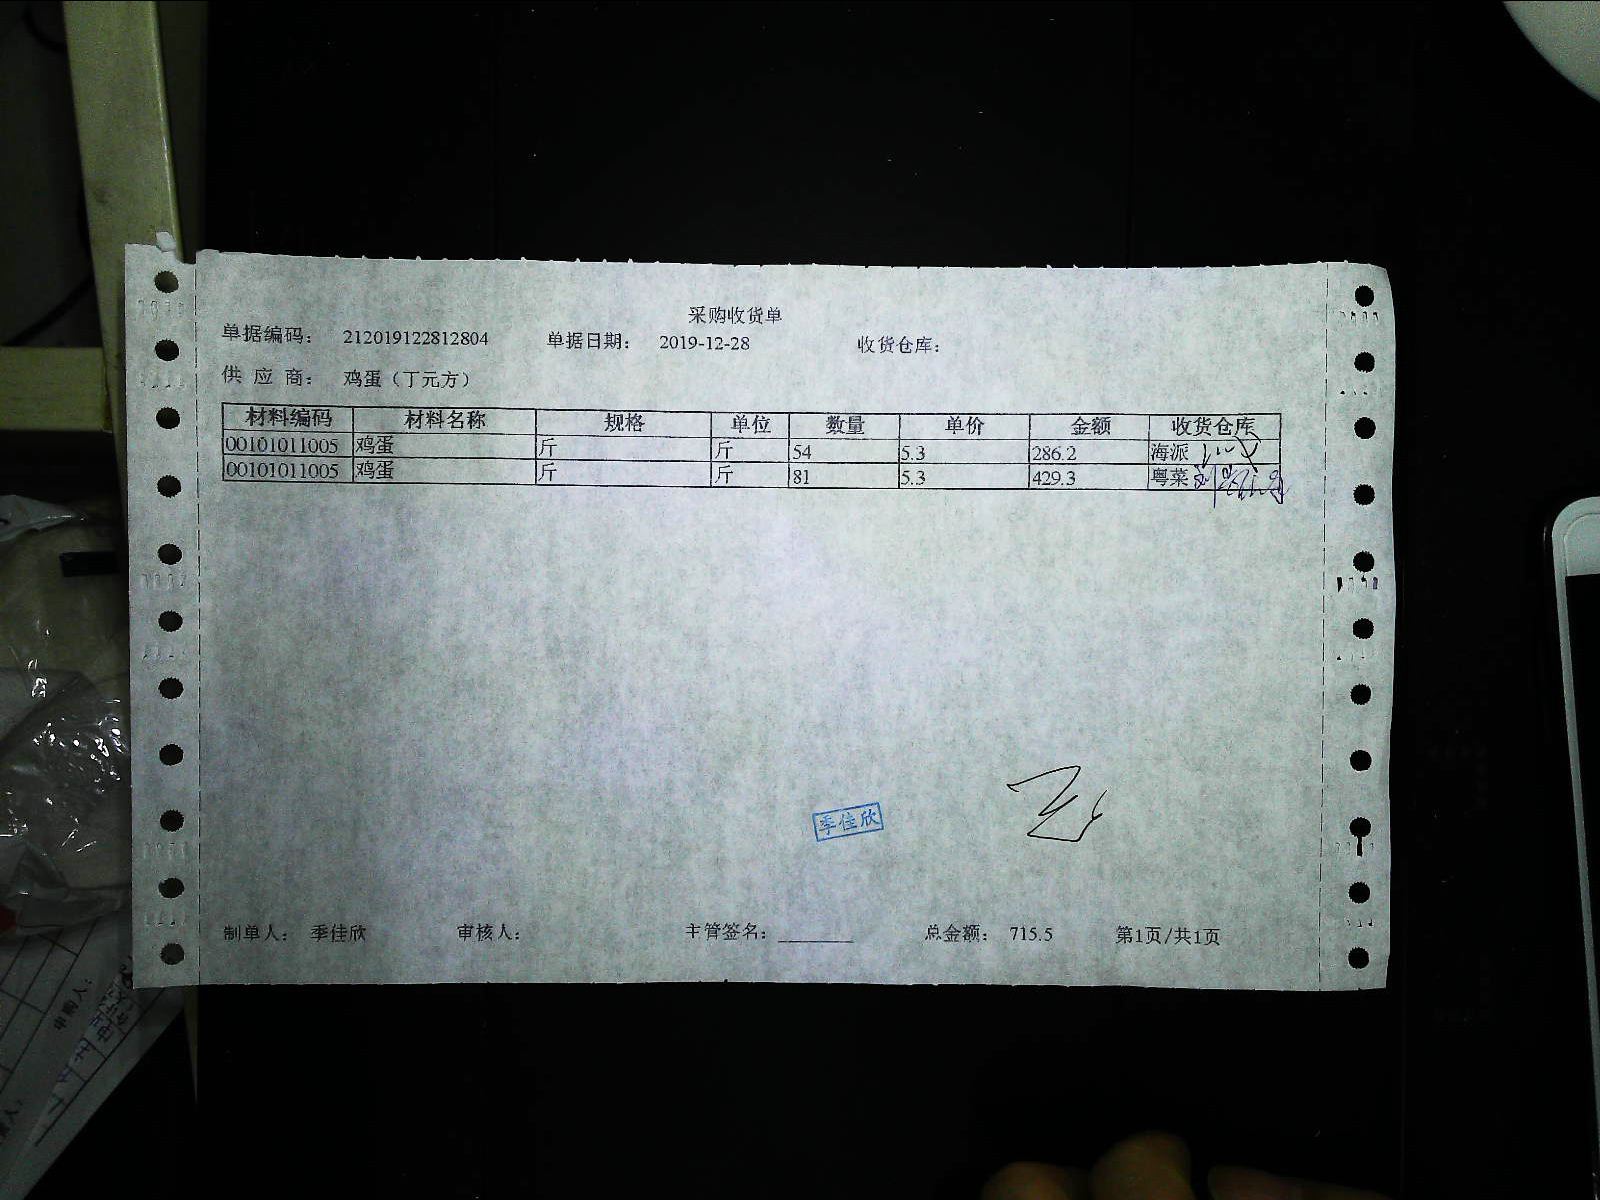 采购收货单
单据编码： 212019122812804 单据日期： 2019-12-28 收货仓库：
供 应 商： 鸡蛋（丁元方）
材料编码 材料名称 规格 单位 数量 单价 金额 收货仓库
00101011005 鸡蛋 斤 斤 54 5.3 286.2 海派
00101011005 鸡蛋 斤 斤 81 5.3 429.3 粤菜
季佳欣
制单人： 季佳欣 审核人： 主管签名： 总金额： 715.5 第1页/共1页
申购人：